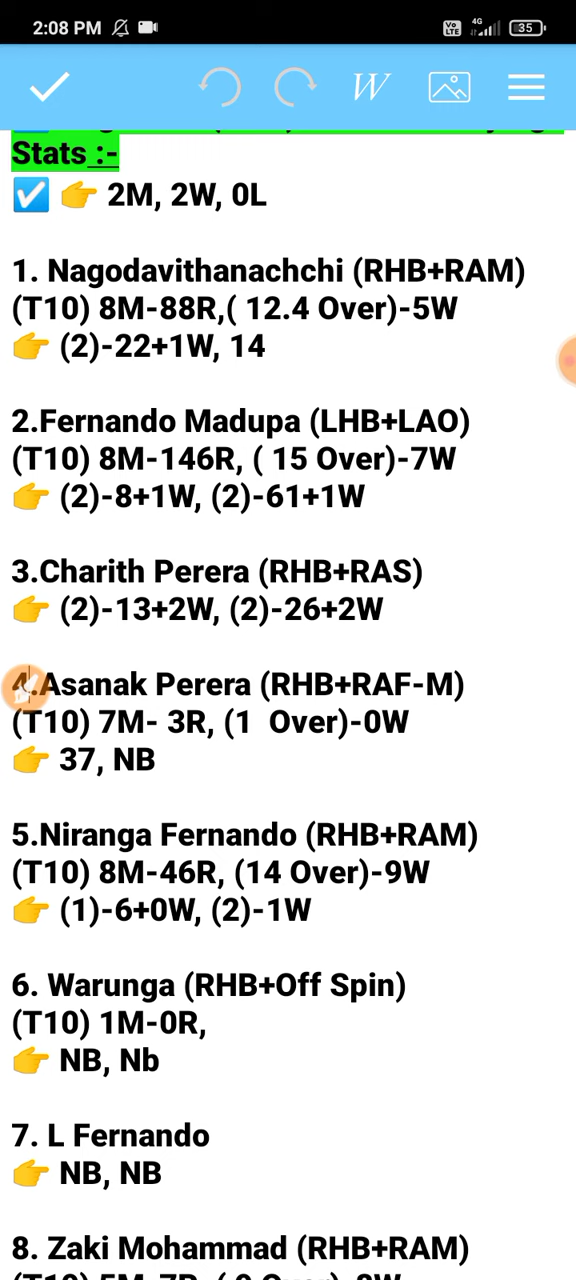 2:08 PM
Vo LTE 4G 35
W
Stats :-
☑️ 👉 2M, 2W, 0L
1. Nagodavithanachchi (RHB+RAM)
(T10) 8M-88R,( 12.4 Over)-5W
👉 (2)-22+1W, 14
2.Fernando Madupa (LHB+LAO)
(T10) 8M-146R, ( 15 Over)-7W
👉 (2)-8+1W, (2)-61+1W
3.Charith Perera (RHB+RAS)
👉 (2)-13+2W, (2)-26+2W
4.Asanak Perera (RHB+RAF-M)
(T10) 7M- 3R, (1  Over)-0W
👉 37, NB
5.Niranga Fernando (RHB+RAM)
(T10) 8M-46R, (14 Over)-9W
👉 (1)-6+0W, (2)-1W
6. Warunga (RHB+Off Spin)
(T10) 1M-0R,
👉 NB, Nb
7. L Fernando
👉 NB, NB
8. Zaki Mohammad (RHB+RAM)